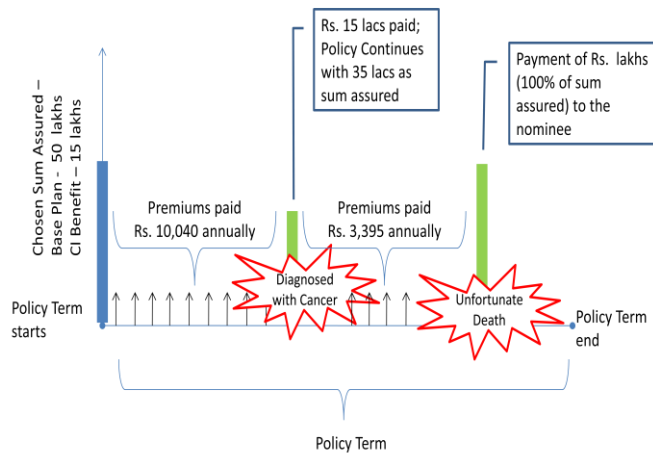 Chosen Sum Assured –
Base Plan - 50 lakhs
CI Benefit – 15 lakhs
Rs. 15 lacs paid;
Policy Continues
with 35 lacs as
sum assured
Payment of Rs. lakhs
(100% of sum
assured) to the
nominee
Premiums paid
Rs. 10,040 annually
Premiums paid
Rs. 3,395 annually
Diagnosed
with Cancer
Unfortunate
Death
Policy Term
starts
Policy Term
end
Policy Term